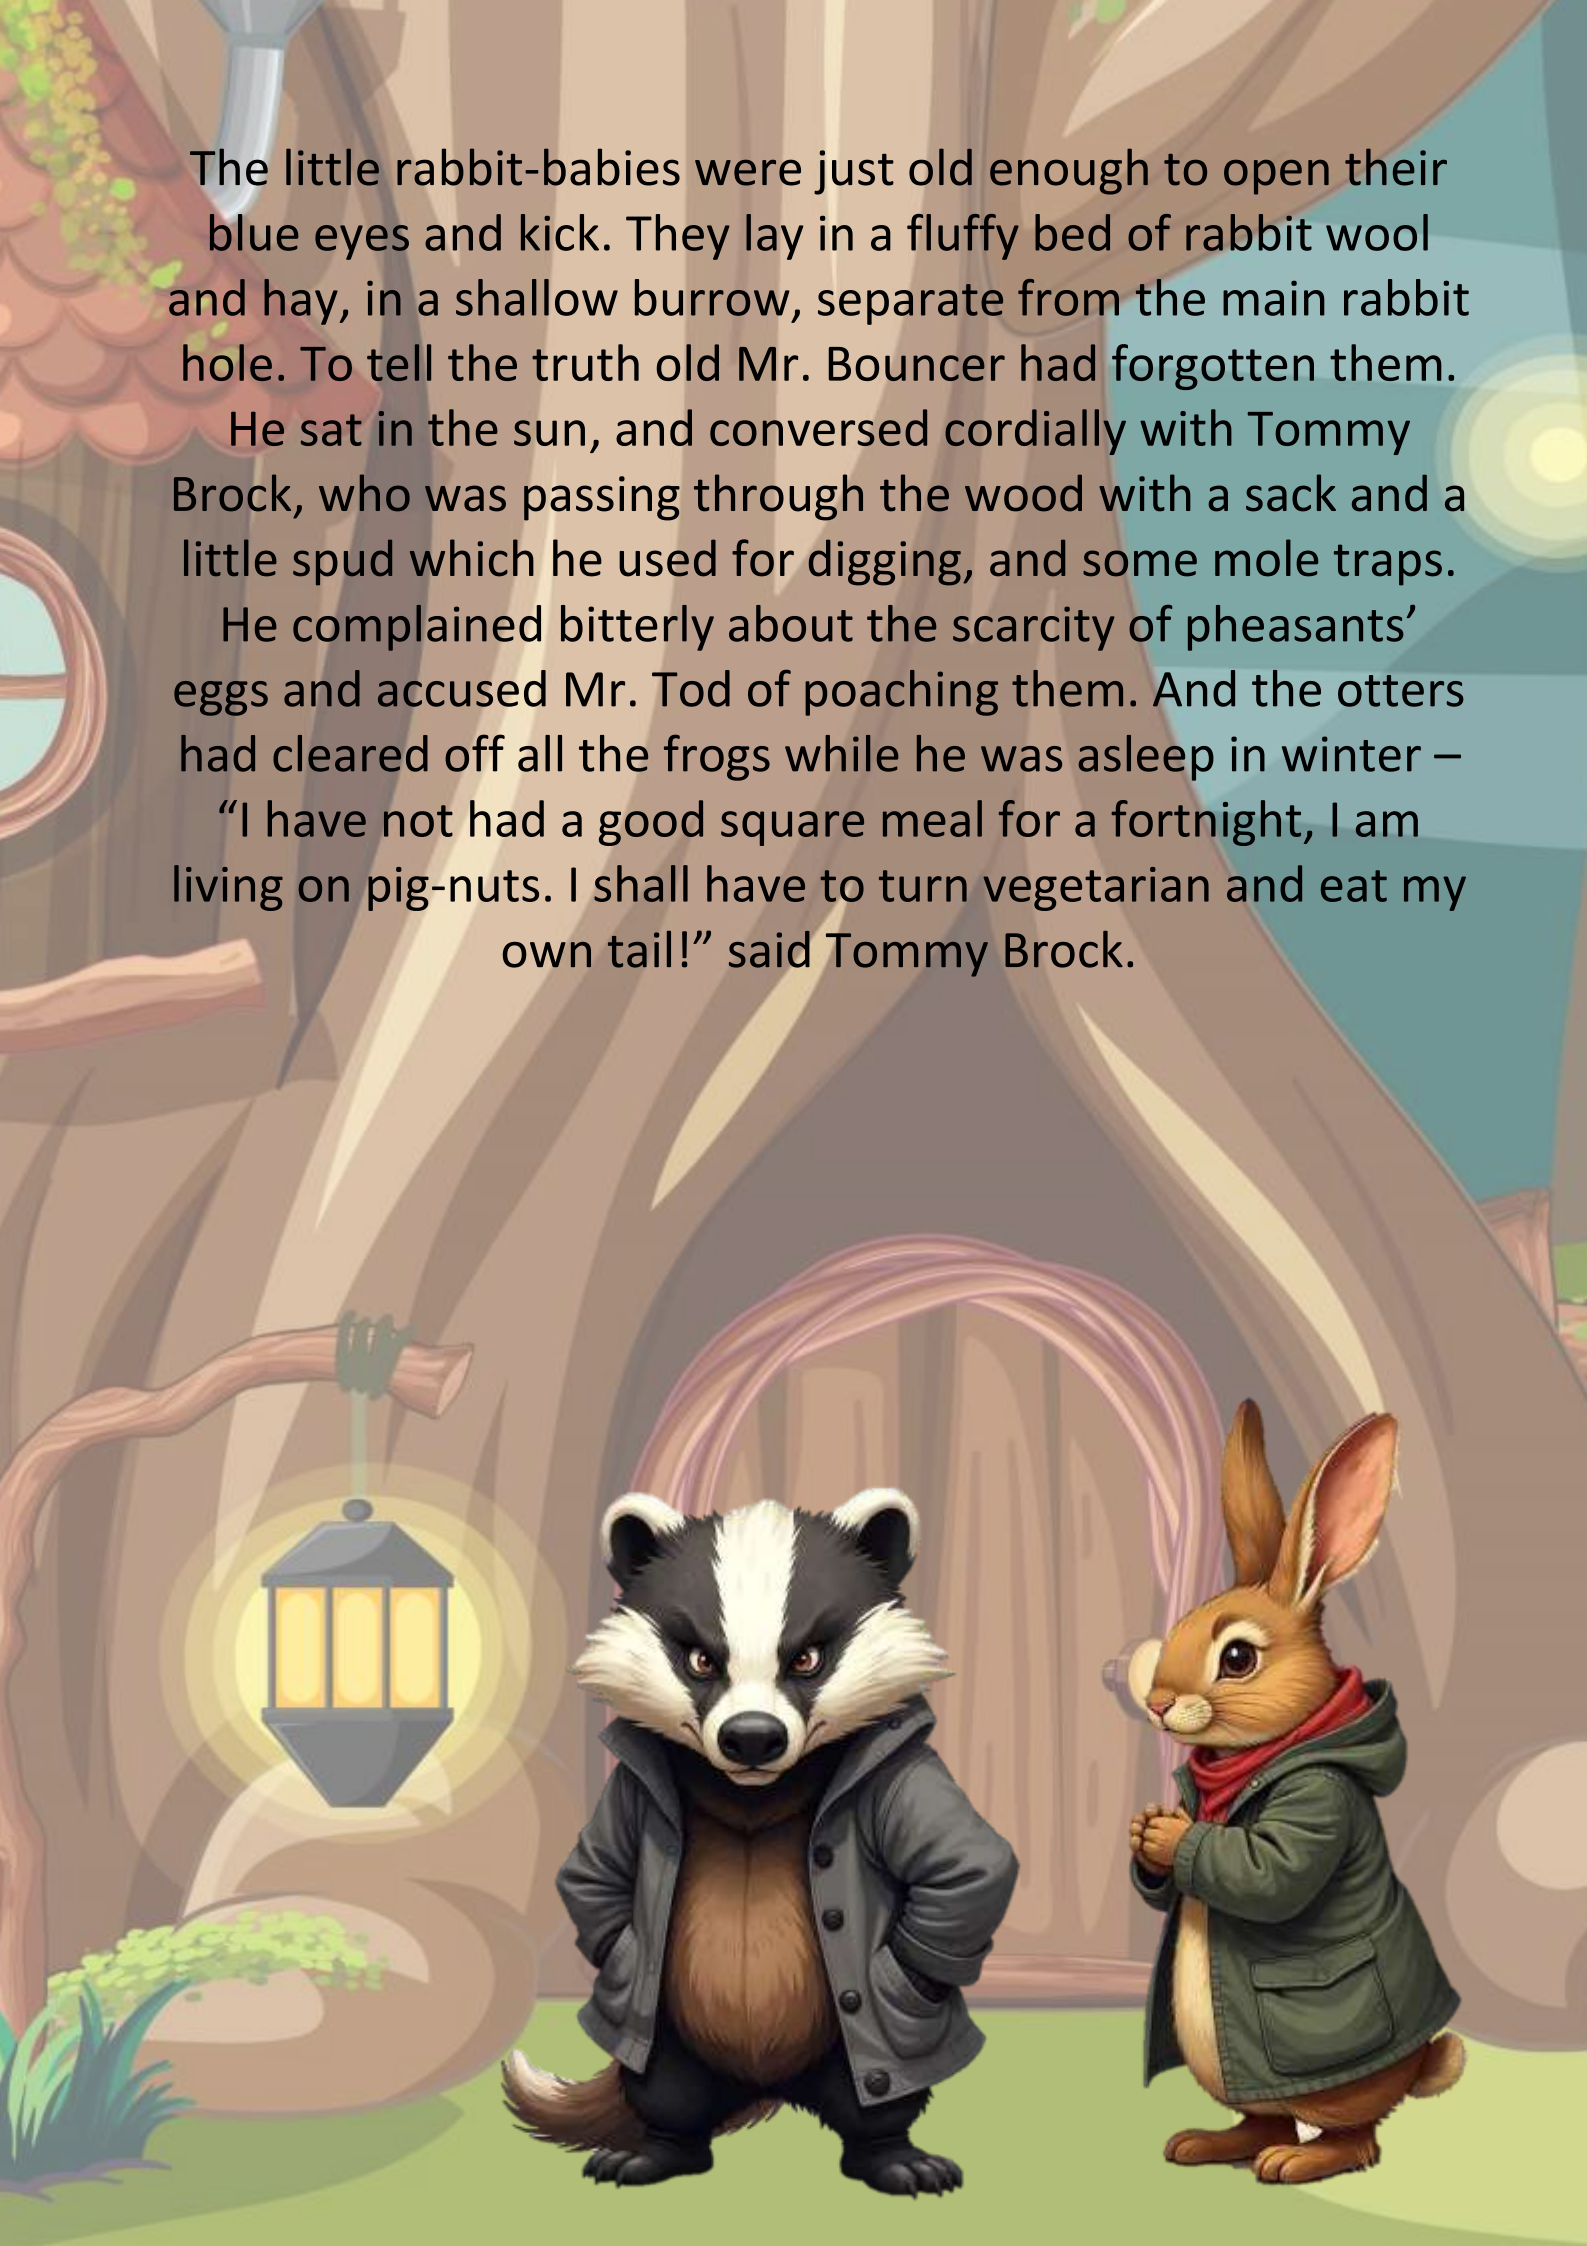 The little rabbit-babies were just old enough to open their
blue eyes and kick. They lay in a fluffy bed of rabbit wool
and hay, in a shallow burrow, separate from the main rabbit
hole. To tell the truth old Mr. Bouncer had forgotten them.
He sat in the sun, and conversed cordially with Tommy
Brock, who was passing through the wood with a sack and a
little spud which he used for digging, and some mole traps.
He complained bitterly about the scarcity of pheasants’
eggs and accused Mr. Tod of poaching them. And the otters
had cleared off all the frogs while he was asleep in winter –
“I have not had a good square meal for a fortnight, I am
living on pig-nuts. I shall have to turn vegetarian and eat my
own tail!” said Tommy Brock.